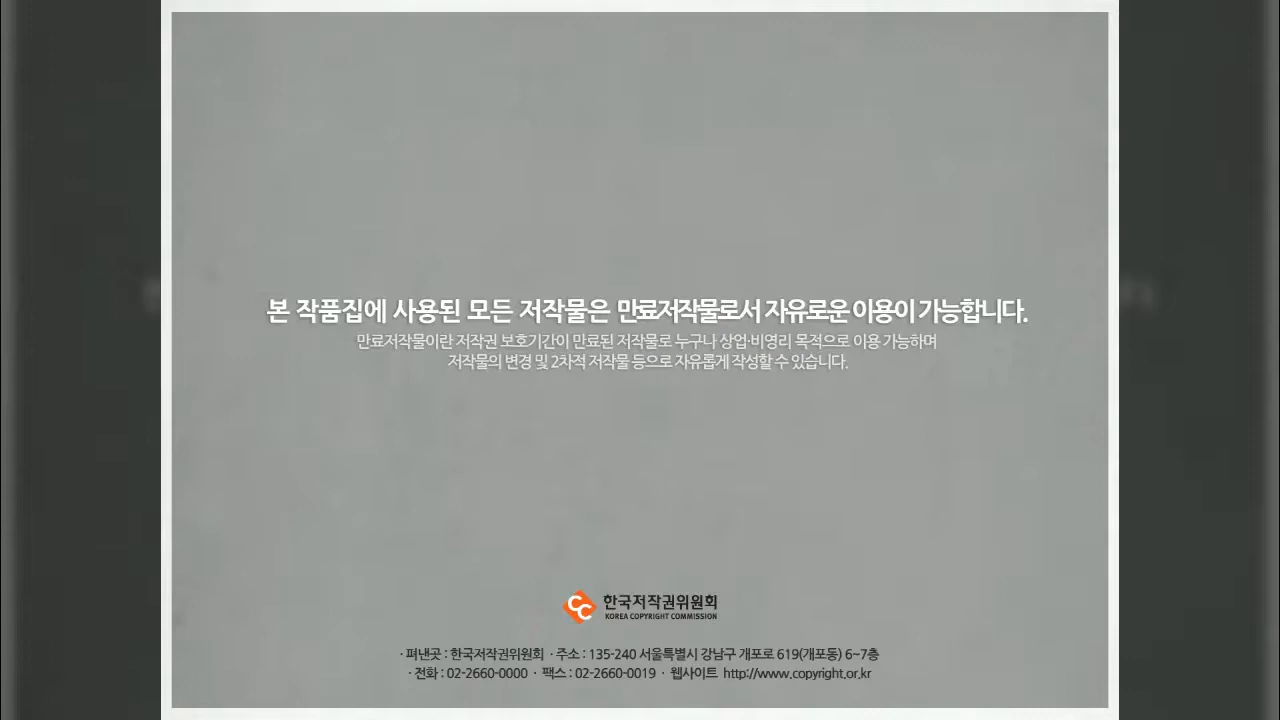 본 작품집에 사용된 모든 저작물은 만료저작물로서 자유로운 이용이 가능합니다.
만료저작물이란 저작권 보호기간이 만료된 저작물로 누구나 상업·비영리 목적으로 이용 가능하며
저작물의 변경 및 2차적 저작물 등으로 자유롭게 작성할 수 있습니다.
CC 한국저작권위원회
KOREA COPYRIGHT COMMISSION
· 펴낸곳 : 한국저작권위원회 · 주소 : 135-240 서울특별시 강남구 개포로 619(개포동) 6~7층
· 전화 : 02-2660-0000 · 팩스 : 02-2660-0019 · 웹사이트 http://www.copyright.or.kr